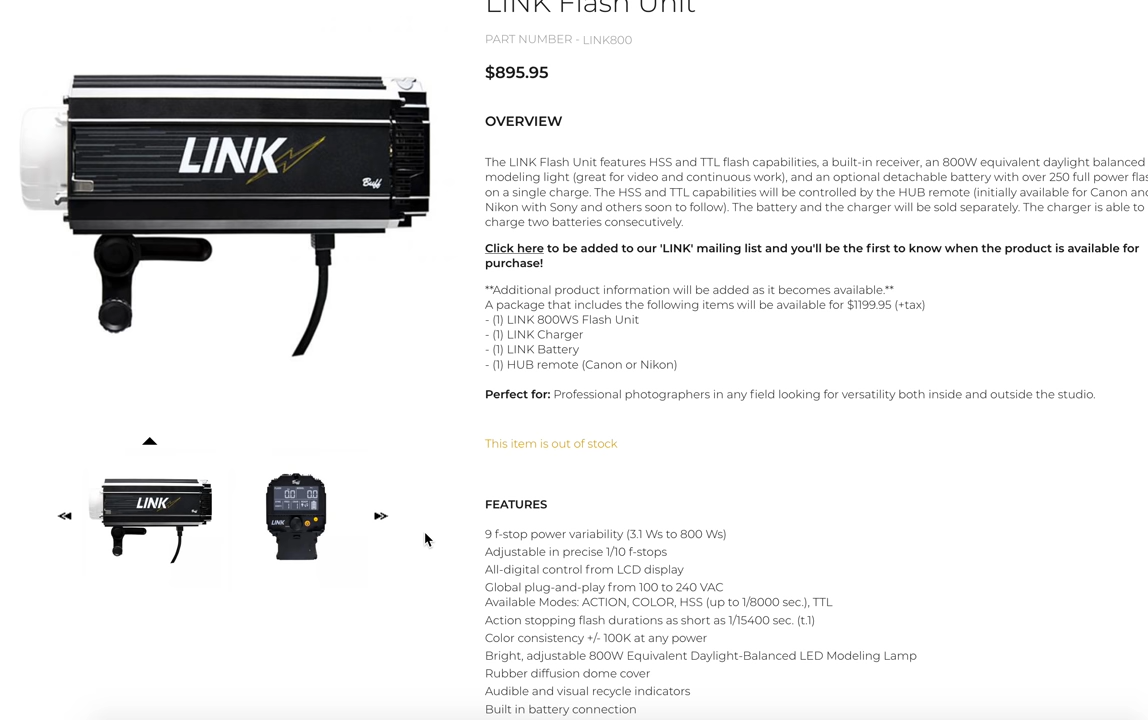 LINK Flash Unit
PART NUMBER - LINK800
$895.95
LINK
Buff
OVERVIEW
The LINK Flash Unit features HSS and TTL flash capabilities, a built-in receiver, an 800W equivalent daylight balanced
modeling light (great for video and continuous work), and an optional detachable battery with over 250 full power
on a single charge. The HSS and TTL capabilities will be controlled by the HUB remote (initially available for Canon
Nikon with Sony and others soon to follow). The battery and the charger will be sold separately. The charger is able to
charge two batteries consecutively.
Click here to be added to our 'LINK' mailing list and you'll be the first to know when the product is available for
purchase!
**Additional product information will be added as it becomes available.**
A package that includes the following items will be available for $1199.95 (+tax)
- (1) LINK 800WS Flash Unit
- (1) LINK Charger
- (1) LINK Battery
- (1) HUB remote (Canon or Nikon)
Perfect for: Professional photographers in any field looking for versatility both inside and outside the studio.
This item is out of stock
LINK
Buff
0.0 0.0
LINK
FEATURES
9 f-stop power variability (3.1 Ws to 800 Ws)
Adjustable in precise 1/10 f-stops
All-digital control from LCD display
Global plug-and-play from 100 to 240 VAC
Available Modes: ACTION, COLOR, HSS (up to 1/8000 sec.), TTL
Action stopping flash durations as short as 1/15400 sec. (t.1)
Color consistency +/- 100K at any power
Bright, adjustable 800W Equivalent Daylight-Balanced LED Modeling Lamp
Rubber diffusion dome cover
Audible and visual recycle indicators
Built in battery connection